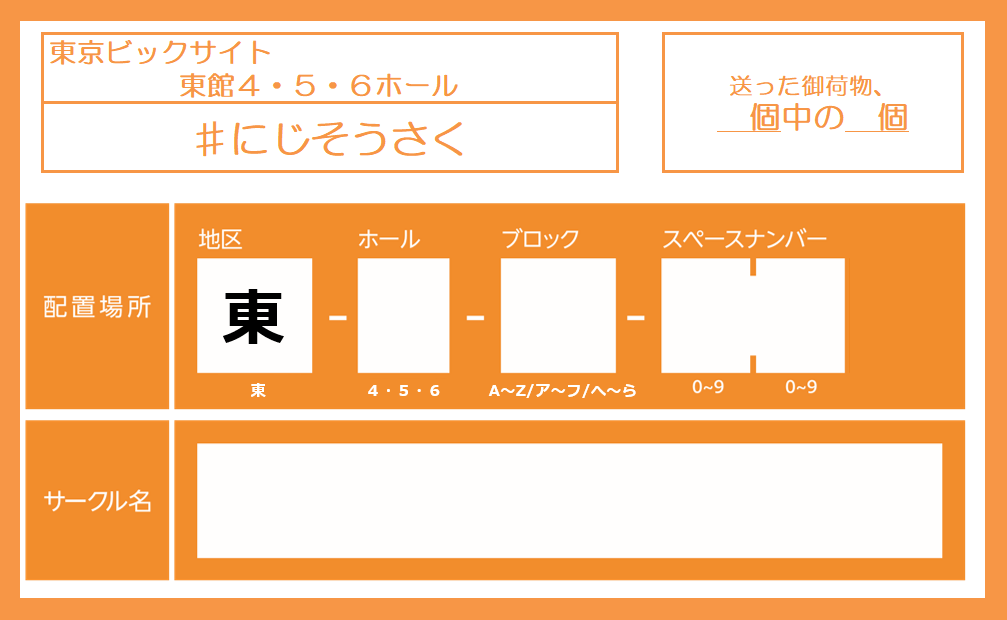 東京ビックサイト
東館４・５・６ホール
♯にじそうさく
送った御荷物、
＿個中の＿個
配置場所
地区
ホール
ブロック
スペースナンバー
東
-
-
-
東
４・５・６
A～Z/ア～フ/へ～ら
0~9
0~9
サークル名